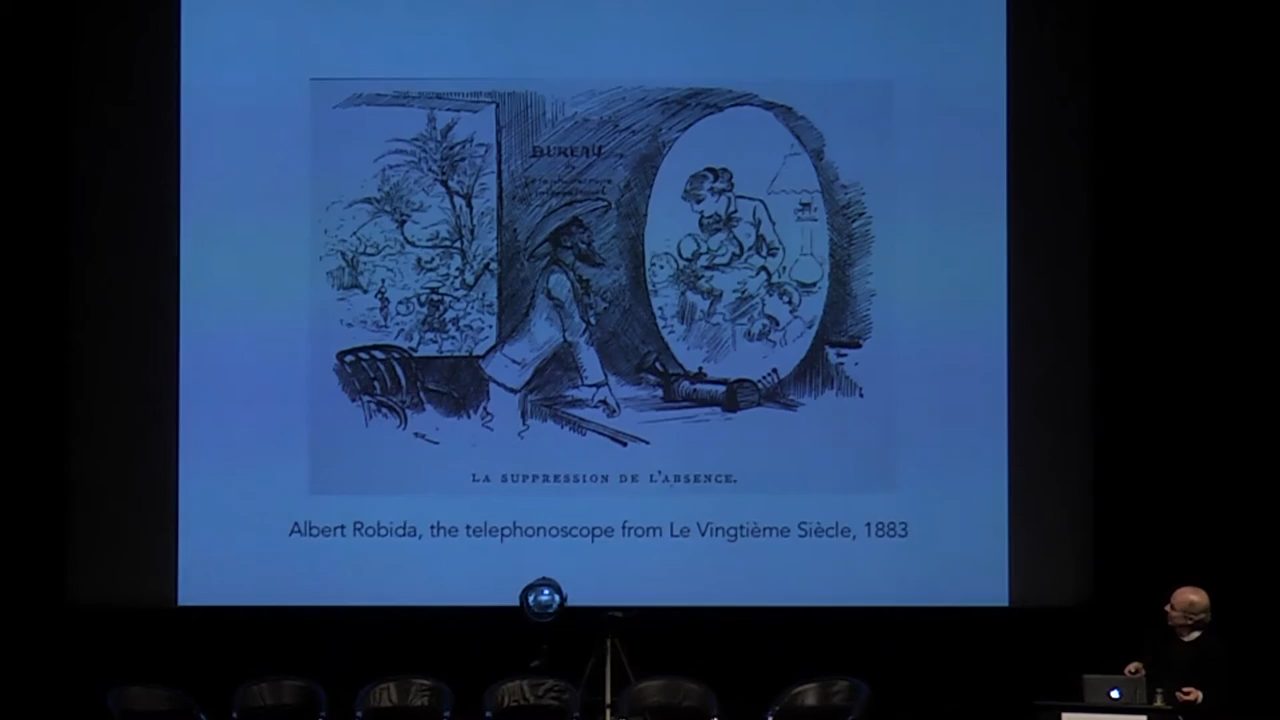 BUREAU
LA SUPPRESSION DE L'ABSENCE.
Albert Robida, the telephonoscope from Le Vingtième Siècle, 1883